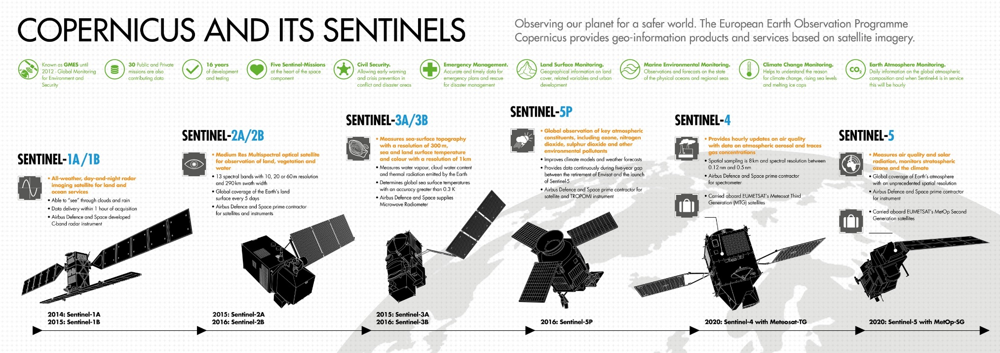 COPERNICUS AND ITS SENTINELS
Observing our planet for a safer world. The European Earth Observation Programme
Copernicus provides geo-information products and services based on satellite imagery.
Known as GMES until
2012 - Global Monitoring
for Environment and
Security
30 Public and Private
missions are also
contributing data
16 years
of development
and testing
Five Sentinel-Missions
at the heart of the space
component
Civil Security.
Allowing early warning
and crisis prevention in
conflict and disaster areas
Emergency Management.
Accurate and timely data for
emergency plans and rescue
for disaster management
Land Surface Monitoring.
Geographical information on land
cover, related variables and urban
development
Marine Environmental Monitoring.
Observations and forecasts on the state
of the physical oceans and regional seas
Climate Change Monitoring.
Helps to understand the reason
for climate change, rising sea levels
and melting ice caps
CO₂
Earth Atmosphere Monitoring.
Daily information on the global atmospheric
composition and when Sentinel-4 is in service
this will be hourly
SENTINEL-1A/1B
• All-weather, day-and-night radar
imaging satellite for land and
ocean services
• Able to "see" through clouds and rain
• Data delivery within 1 hour of acquisition
• Airbus Defence and Space developed
C-band radar instrument
2014: Sentinel-1A
2015: Sentinel-1B
SENTINEL-2A/2B
• Medium Res Multispectral optical satellite
for observation of land, vegetation and
water
• 13 spectral bands with 10, 20 or 60 m resolution
and 290 km swath width
• Global coverage of the Earth's land
surface every 5 days
• Airbus Defence and Space prime contractor
for satellites and instruments
2015: Sentinel-2A
2016: Sentinel-2B
SENTINEL-3A/3B
• Measures sea-surface topography
with a resolution of 300 m,
sea and land surface temperature
and colour with a resolution of 1 km
• Measures water vapour, cloud water content
and thermal radiation emitted by the Earth
• Determines global sea surface temperatures
with an accuracy greater than 0.3 K
• Airbus Defence and Space supplies
Microwave Radiometer
2015: Sentinel-3A
2016: Sentinel-3B
SENTINEL-5P
• Global observation of key atmospheric
constituents, including ozone, nitrogen
dioxide, sulphur dioxide and other
environmental pollutants
• Improves climate models and weather forecasts
• Provides data continuously during five-year gap
between the retirement of Envisat and the launch
of Sentinel-5
• Airbus Defence and Space prime contractor for
satellite and TROPOMI instrument
2016: Sentinel-5P
SENTINEL-4
• Provides hourly updates on air quality
with data on atmospheric aerosol and traces
gas concentrations
• Spatial sampling is 8 km and spectral resolution between
0.12 nm and 0.5 nm
• Airbus Defence and Space prime contractor
for spectrometer
• Carried aboard EUMETSAT's Meteosat Third
Generation (MTG) satellites
2020: Sentinel-4 with Meteosat-TG
SENTINEL-5
• Measures air quality and solar
radiation, monitors stratospheric
ozone and the climate
• Global coverage of Earth's atmosphere
with an unprecedented spatial resolution
• Airbus Defence and Space prime contractor
for instrument
• Carried aboard EUMETSAT's MetOp Second
Generation satellites
2020: Sentinel-5 with MetOp-SG